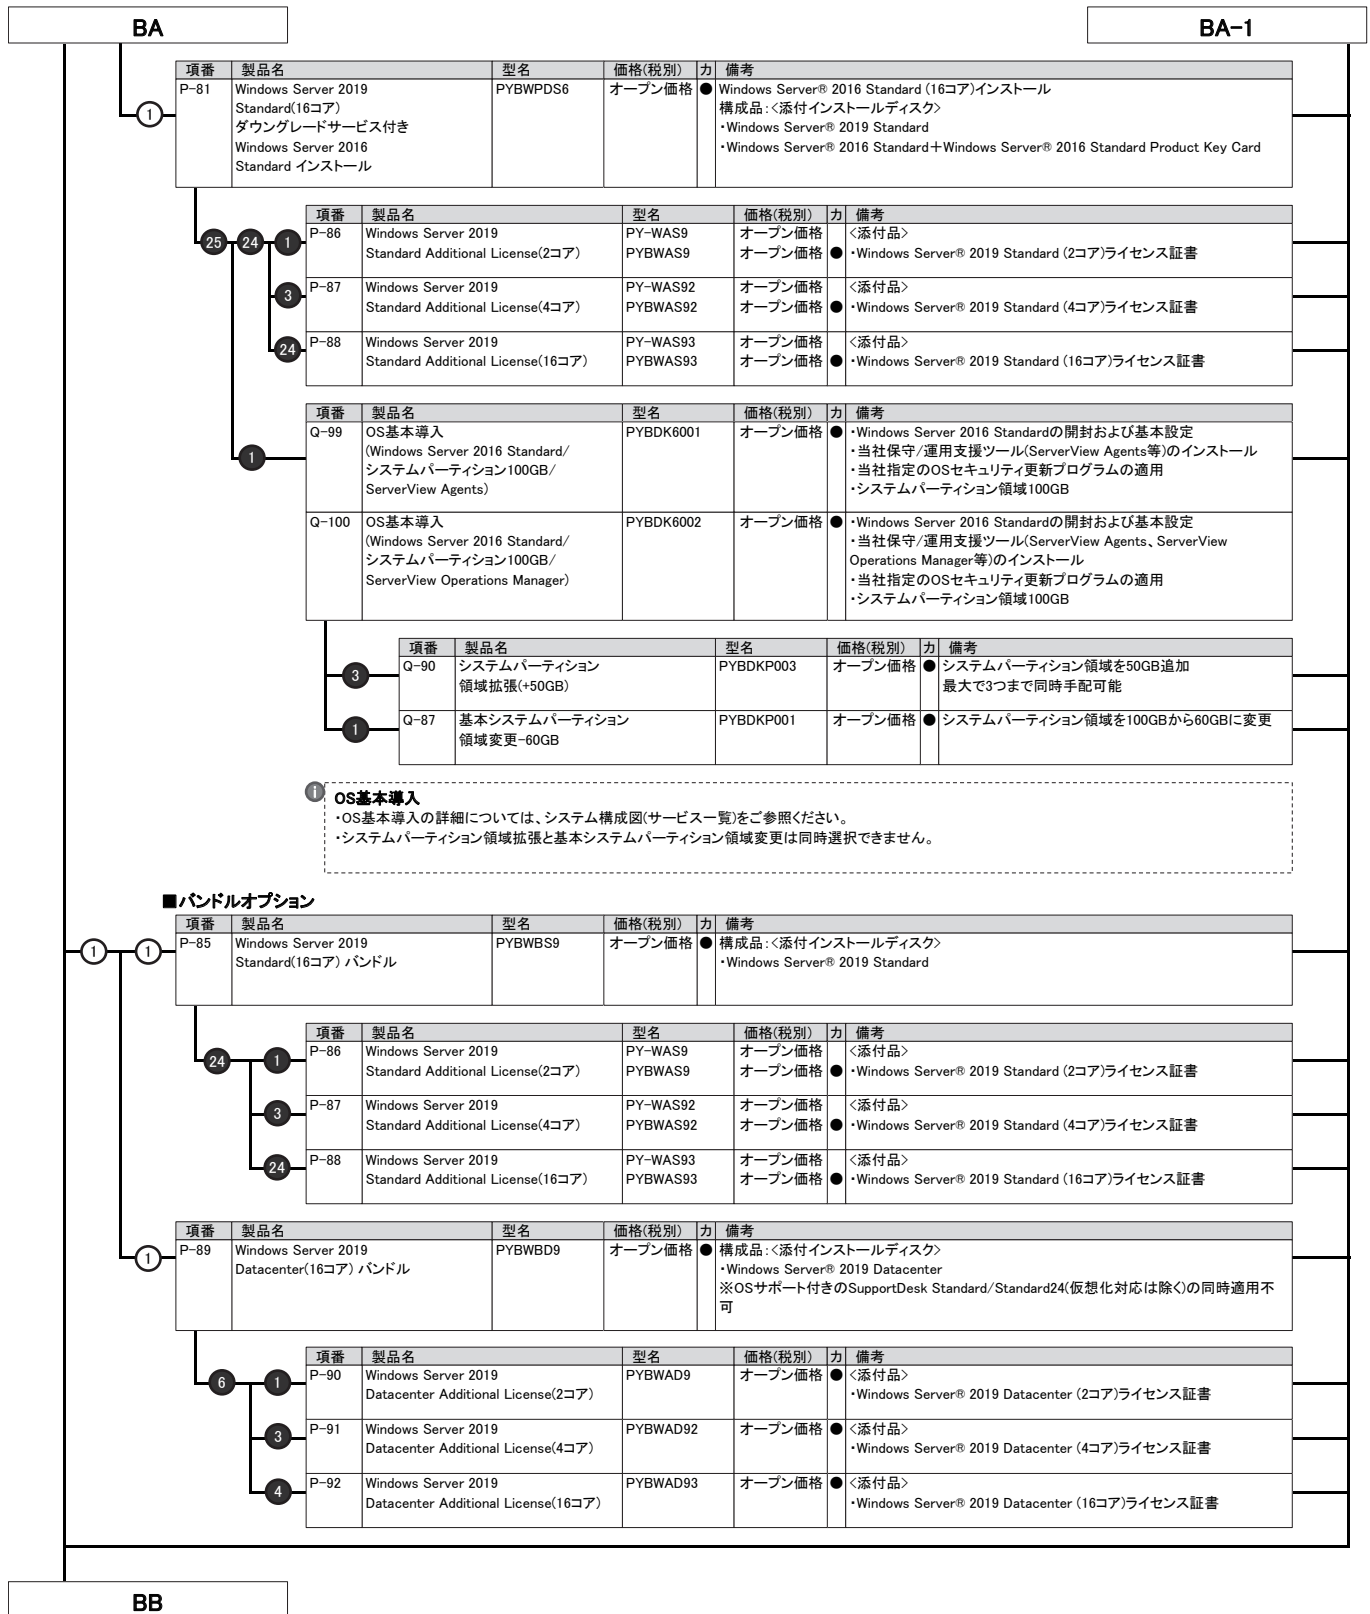 BA
BA-1
項番 製品名 型名 価格(税別) カ 備考
P-81 Windows Server 2019 PYBWPDS6 オープン価格 ● Windows Server® 2016 Standard (16コア)インストール
Standard(16コア) 構成品:<添付インストールディスク>
ダウングレードサービス付き ・Windows Server® 2019 Standard
Windows Server 2016 ・Windows Server® 2016 Standard+Windows Server® 2016 Standard Product Key Card
Standard インストール
1
項番 製品名 型名 価格(税別) カ 備考
25 24 1 P-86 Windows Server 2019 PY-WAS9 オープン価格 <添付品>
Standard Additional License(2コア) PYBWAS9 オープン価格 ● ・Windows Server® 2019 Standard (2コア)ライセンス証書
3 P-87 Windows Server 2019 PY-WAS92 オープン価格 <添付品>
Standard Additional License(4コア) PYBWAS92 オープン価格 ● ・Windows Server® 2019 Standard (4コア)ライセンス証書
24 P-88 Windows Server 2019 PY-WAS93 オープン価格 <添付品>
Standard Additional License(16コア) PYBWAS93 オープン価格 ● ・Windows Server® 2019 Standard (16コア)ライセンス証書
項番 製品名 型名 価格(税別) カ 備考
Q-99 OS基本導入 PYBDK6001 オープン価格 ● ・Windows Server 2016 Standardの開封および基本設定
(Windows Server 2016 Standard/ ・当社保守/運用支援ツール(ServerView Agents等)のインストール
1 システムパーティション100GB/ ・当社指定のOSセキュリティ更新プログラムの適用
ServerView Agents) ・システムパーティション領域100GB
Q-100 OS基本導入 PYBDK6002 オープン価格 ● ・Windows Server 2016 Standardの開封および基本設定
(Windows Server 2016 Standard/ ・当社保守/運用支援ツール(ServerView Agents、ServerView
システムパーティション100GB/ Operations Manager等)のインストール
ServerView Operations Manager) ・当社指定のOSセキュリティ更新プログラムの適用
・システムパーティション領域100GB
項番 製品名 型名 価格(税別) カ 備考
3 Q-90 システムパーティション PYBDKP003 オープン価格 ● システムパーティション領域を50GB追加
領域拡張(+50GB) 最大で3つまで同時手配可能
1 Q-87 基本システムパーティション PYBDKP001 オープン価格 ● システムパーティション領域を100GBから60GBに変更
領域変更-60GB
i OS基本導入
・OS基本導入の詳細については、システム構成図(サービス一覧)をご参照ください。
・システムパーティション領域拡張と基本システムパーティション領域変更は同時選択できません。
■バンドルオプション
項番 製品名 型名 価格(税別) カ 備考
1 1 P-85 Windows Server 2019 PYBWBS9 オープン価格 ● 構成品:<添付インストールディスク>
Standard(16コア) バンドル ・Windows Server® 2019 Standard
項番 製品名 型名 価格(税別) カ 備考
24 1 P-86 Windows Server 2019 PY-WAS9 オープン価格 <添付品>
Standard Additional License(2コア) PYBWAS9 オープン価格 ● ・Windows Server® 2019 Standard (2コア)ライセンス証書
3 P-87 Windows Server 2019 PY-WAS92 オープン価格 <添付品>
Standard Additional License(4コア) PYBWAS92 オープン価格 ● ・Windows Server® 2019 Standard (4コア)ライセンス証書
24 P-88 Windows Server 2019 PY-WAS93 オープン価格 <添付品>
Standard Additional License(16コア) PYBWAS93 オープン価格 ● ・Windows Server® 2019 Standard (16コア)ライセンス証書
項番 製品名 型名 価格(税別) カ 備考
1 P-89 Windows Server 2019 PYBWBD9 オープン価格 ● 構成品:<添付インストールディスク>
Datacenter(16コア) バンドル ・Windows Server® 2019 Datacenter
※OSサポート付きのSupportDesk Standard/Standard24(仮想化対応は除く)の同時適用不
可
項番 製品名 型名 価格(税別) カ 備考
6 1 P-90 Windows Server 2019 PYBWAD9 オープン価格 ● <添付品>
Datacenter Additional License(2コア) ・Windows Server® 2019 Datacenter (2コア)ライセンス証書
3 P-91 Windows Server 2019 PYBWAD92 オープン価格 ● <添付品>
Datacenter Additional License(4コア) ・Windows Server® 2019 Datacenter (4コア)ライセンス証書
4 P-92 Windows Server 2019 PYBWAD93 オープン価格 ● <添付品>
Datacenter Additional License(16コア) ・Windows Server® 2019 Datacenter (16コア)ライセンス証書
BB